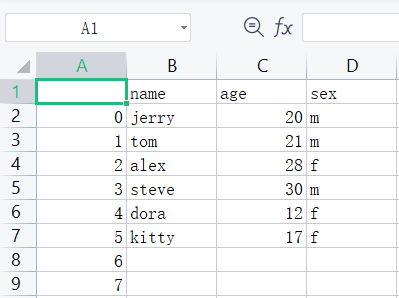 A1 fx
A B C D
1 name age sex
2 0 jerry 20 m
3 1 tom 21 m
4 2 alex 28 f
5 3 steve 30 m
6 4 dora 12 f
7 5 kitty 17 f
8 6
9 7